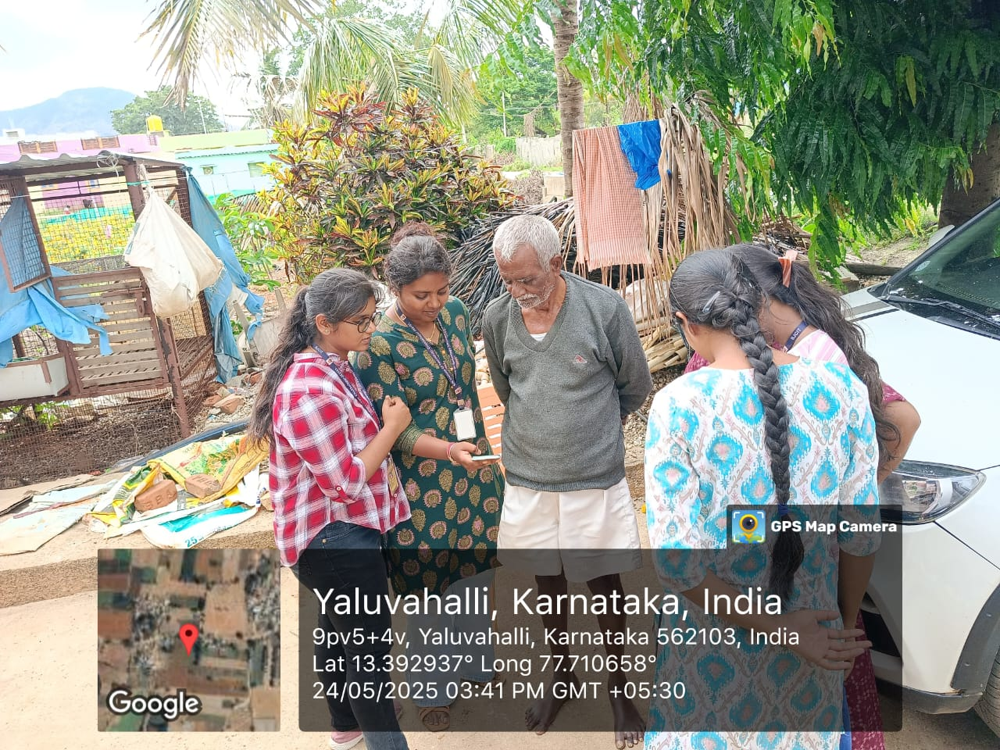 GPS Map Camera
Yaluvahalli, Karnataka, India
9pv5+4v, Yaluvahalli, Karnataka 562103, India
Lat 13.392937° Long 77.710658°
24/05/2025 03:41 PM GMT +05:30
Google